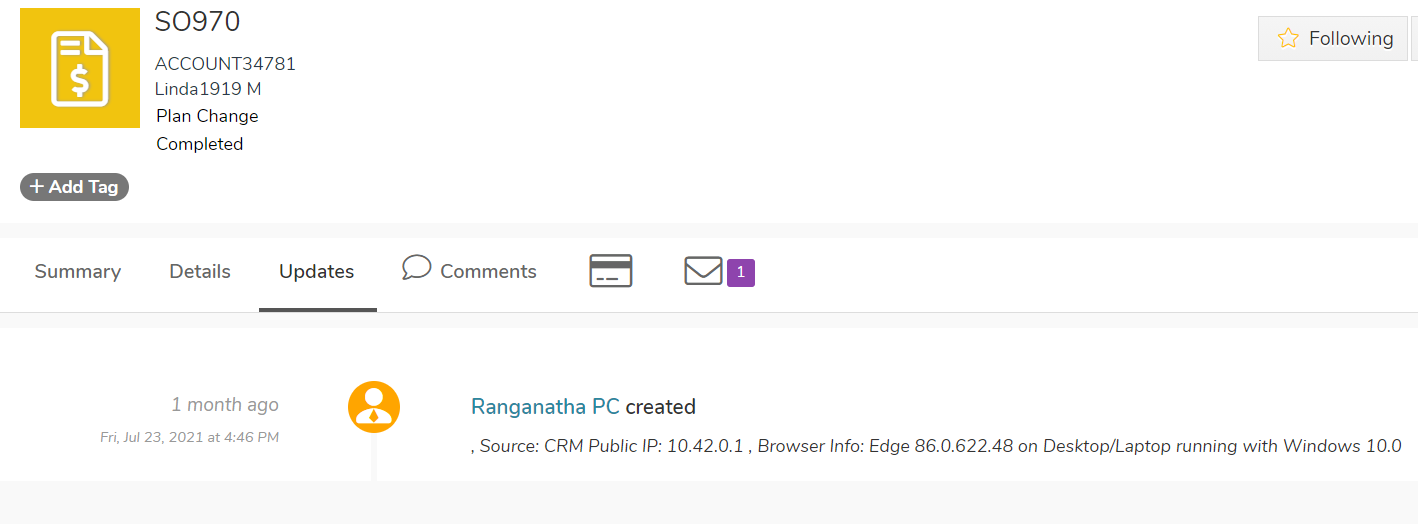 SO970
Following
ACCOUNT34781
Linda1919 M
Plan Change
Completed
+ Add Tag
Summary Details Updates Comments 1
1 month ago
Ranganatha PC created
Fri, Jul 23, 2021 at 4:46 PM
, Source: CRM Public IP: 10.42.0.1 , Browser Info: Edge 86.0.622.48 on Desktop/Laptop running with Windows 10.0